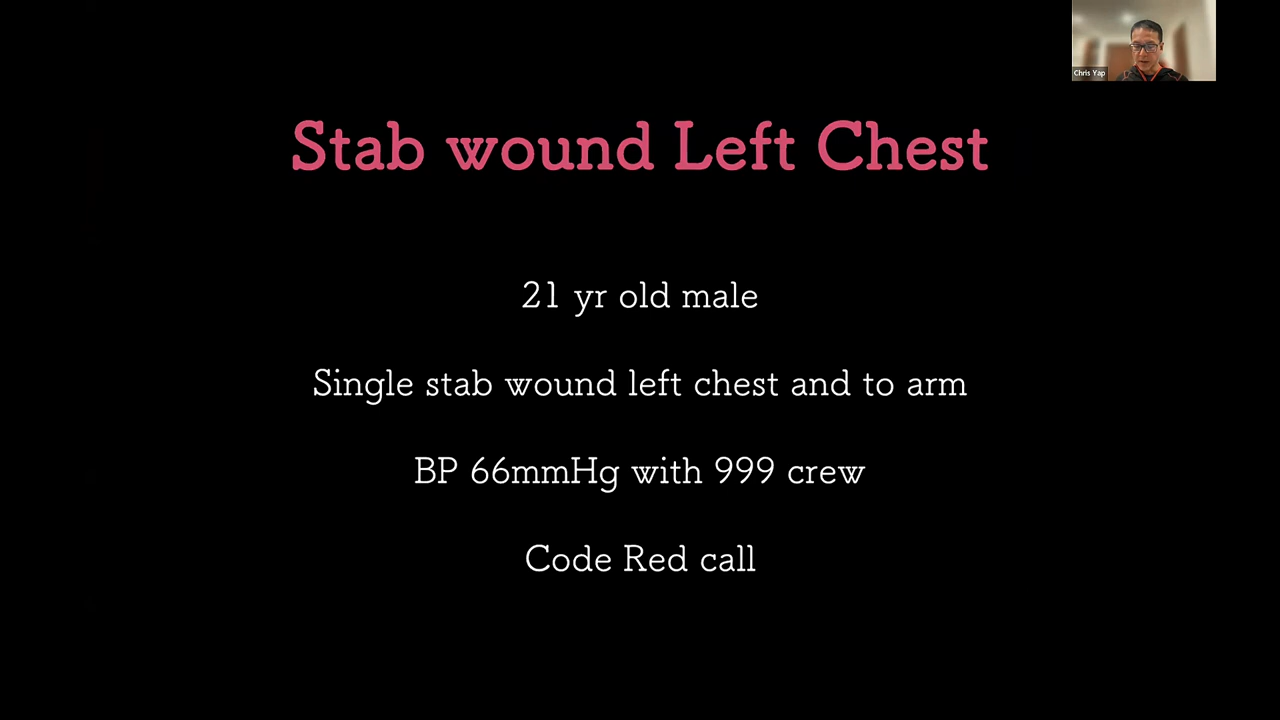 Chris Yap
Stab wound Left Chest
21 yr old male
Single stab wound left chest and to arm
BP 66mmHg with 999 crew
Code Red call